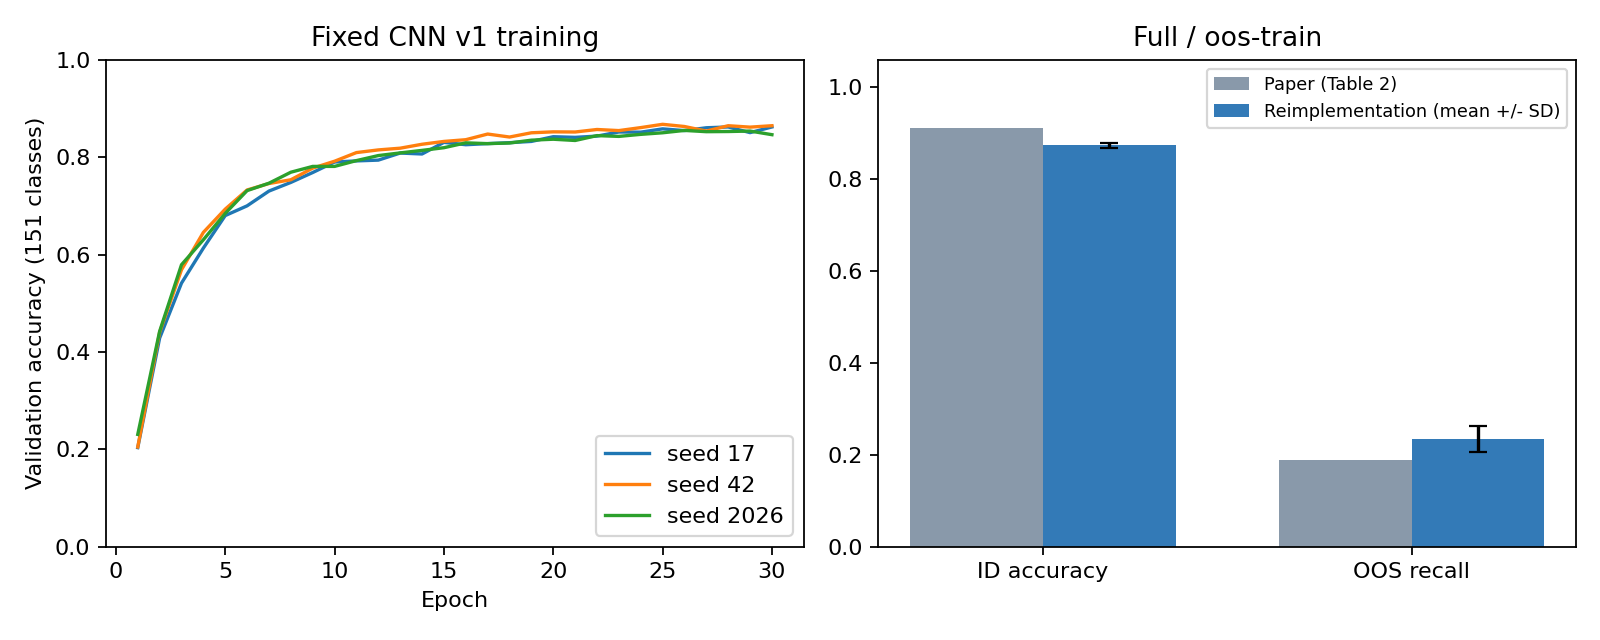 Fixed CNN v1 training
Validation accuracy (151 classes)
1.0
0.8
0.6
0.4
0.2
0.0
seed 17
seed 42
seed 2026
0 5 10 15 20 25 30
Epoch
Full / oos-train
1.0
0.8
0.6
0.4
0.2
0.0
Paper (Table 2)
Reimplementation (mean +/- SD)
ID accuracy OOS recall